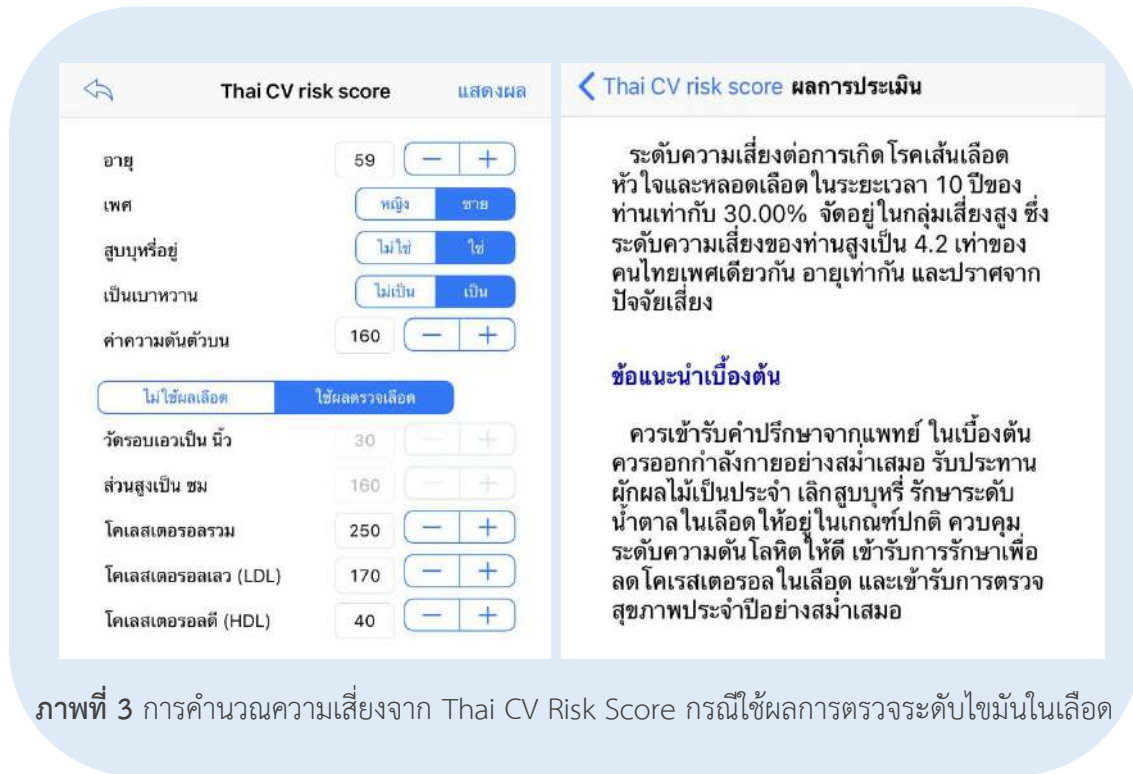 Thai CV risk score แสดงผล
อายุ 59 − +
เพศ หญิง ชาย
สูบบุหรี่อยู่ ไม่ใช่ ใช่
เป็นเบาหวาน ไม่เป็น เป็น
ค่าความดันตัวบน 160 − +
ไม่ใช้ผลเลือด ใช้ผลตรวจเลือด
วัดรอบเอวเป็น นิ้ว 30 − +
ส่วนสูงเป็น ซม 160 − +
โคเลสเตอรอลรวม 250 − +
โคเลสเตอรอลเลว (LDL) 170 − +
โคเลสเตอรอลดี (HDL) 40 − +
Thai CV risk score ผลการประเมิน
ระดับความเสี่ยงต่อการเกิดโรคเส้นเลือด
หัวใจและหลอดเลือดในระยะเวลา 10 ปีของ
ท่านเท่ากับ 30.00% จัดอยู่ในกลุ่มเสี่ยงสูง ซึ่ง
ระดับความเสี่ยงของท่านสูงเป็น 4.2 เท่าของ
คนไทยเพศเดียวกัน อายุเท่ากัน และปราศจาก
ปัจจัยเสี่ยง
ข้อแนะนำเบื้องต้น
ควรเข้ารับคำปรึกษาจากแพทย์ ในเบื้องต้น
ควรออกกำลังกายอย่างสม่ำเสมอ รับประทาน
ผักผลไม้เป็นประจำ เลิกสูบบุหรี่ รักษาระดับ
น้ำตาลในเลือดให้อยู่ในเกณฑ์ปกติ ควบคุม
ระดับความดันโลหิตให้ดี เข้ารับการรักษาเพื่อ
ลดโคเรสเตอรอลในเลือด และเข้ารับการตรวจ
สุขภาพประจำปีอย่างสม่ำเสมอ
ภาพที่ 3 การคำนวณความเสี่ยงจาก Thai CV Risk Score กรณีใช้ผลการตรวจระดับไขมันในเลือด